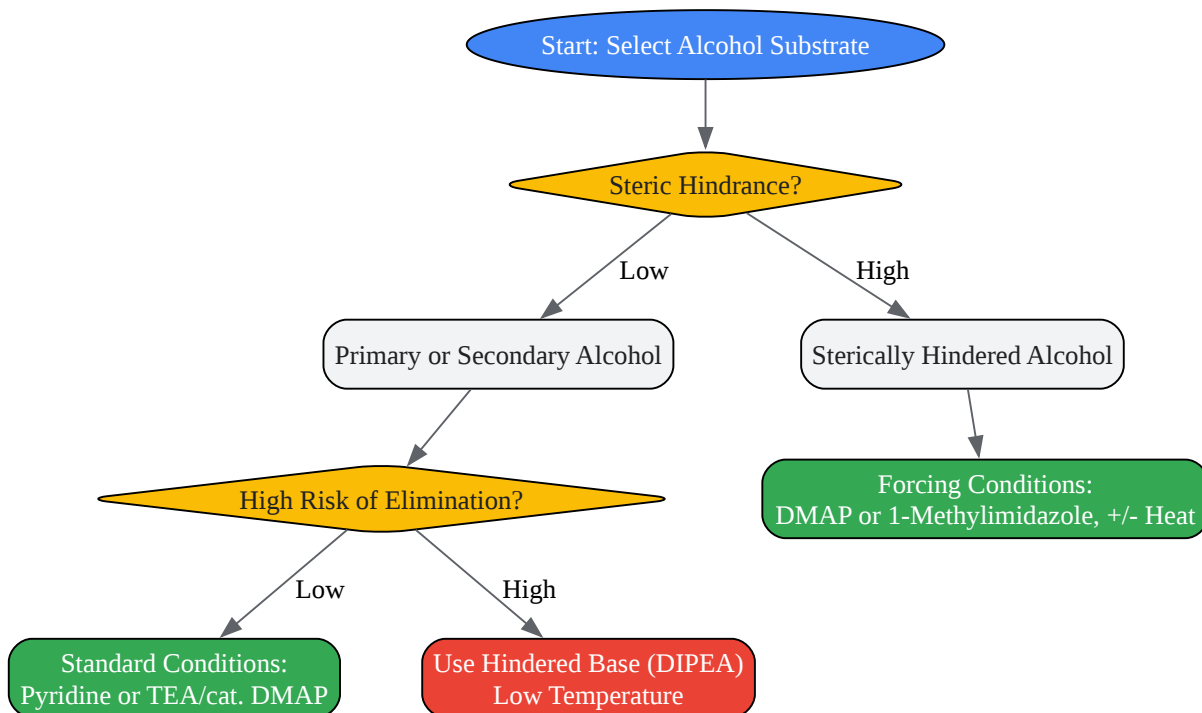 Start: Select Alcohol Substrate
Steric Hindrance?
Low
High
Primary or Secondary Alcohol
Sterically Hindered Alcohol
High Risk of Elimination?
Forcing Conditions:
DMAP or 1-Methylimidazole, +/- Heat
Low
High
Standard Conditions:
Pyridine or TEA/cat. DMAP
Use Hindered Base (DIPEA)
Low Temperature